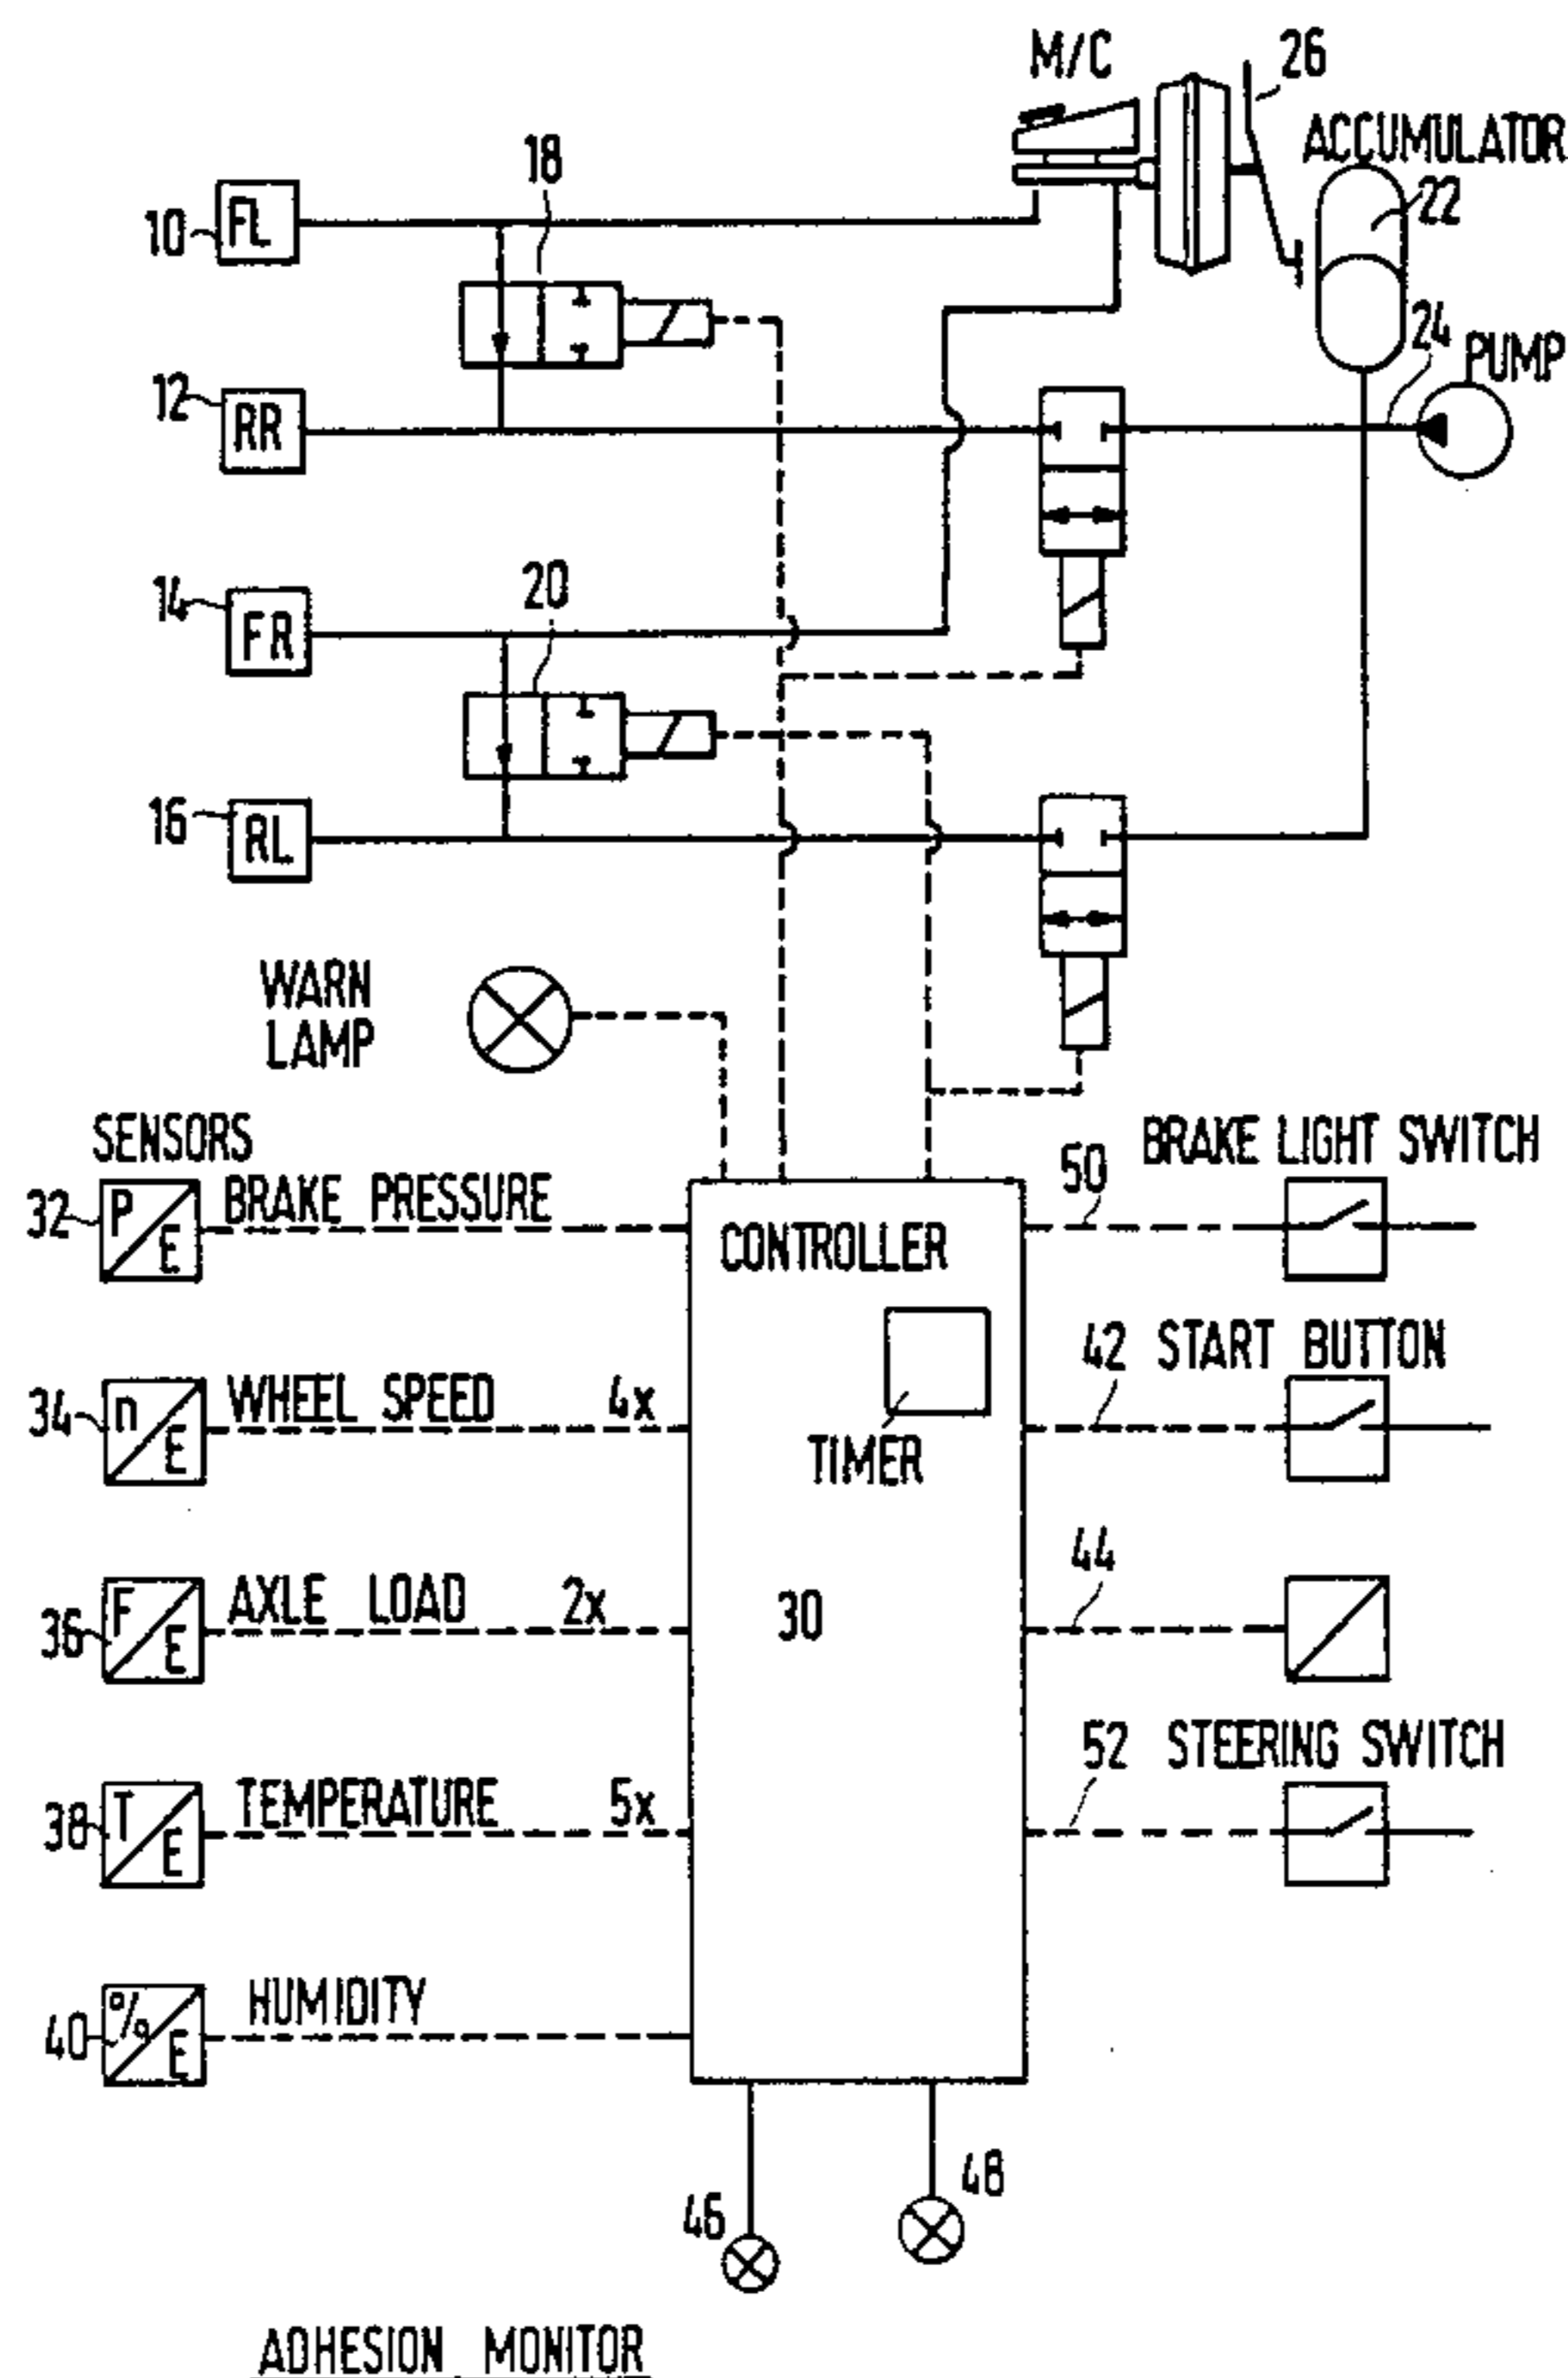 M/C
26
ACCUMULATOR
18
22
10 FL
24
PUMP
12 RR
20
14 FR
16 RL
WARN
LAMP
SENSORS
BRAKE LIGHT SWITCH
50
32 P/E BRAKE PRESSURE
CONTROLLER
42 START BUTTON
34 n/E WHEEL SPEED 4x
TIMER
44
36 F/E AXLE LOAD 2x
30
52 STEERING SWITCH
38 T/E TEMPERATURE 5x
40 %/E HUMIDITY
46
48
ADHESION MONITOR